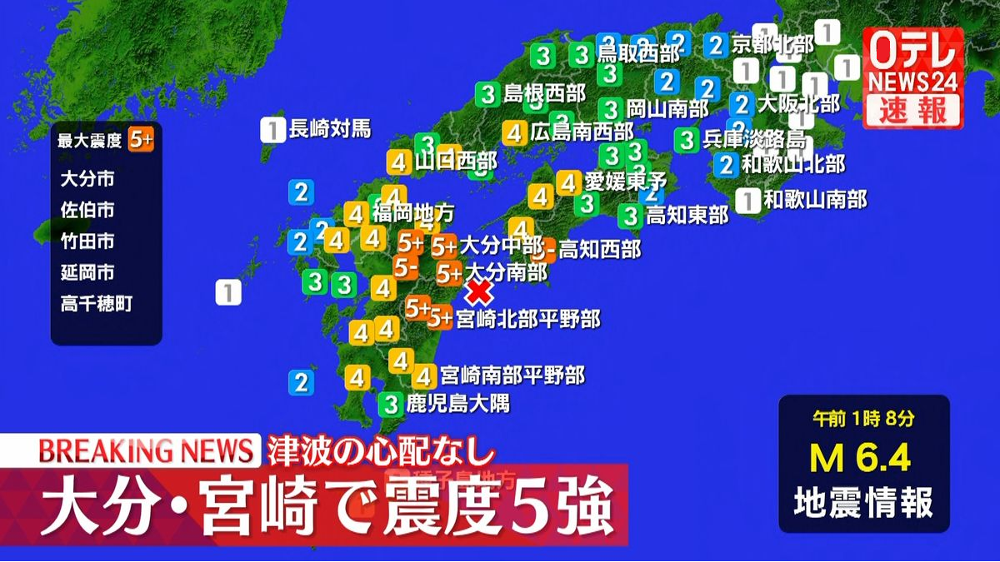 日テレ
NEWS24
速報
最大震度 5+
大分市
佐伯市
竹田市
延岡市
高千穂町
長崎対馬
島根西部
鳥取西部
京都北部
岡山南部
大阪北部
広島南西部
兵庫淡路島
山口西部
和歌山北部
愛媛東予
和歌山南部
福岡地方
高知東部
大分中部
高知西部
大分南部
宮崎北部平野部
宮崎南部平野部
鹿児島大隅
種子島地方
午前1時8分
M 6.4
地震情報
BREAKING NEWS 津波の心配なし
大分・宮崎で震度5強